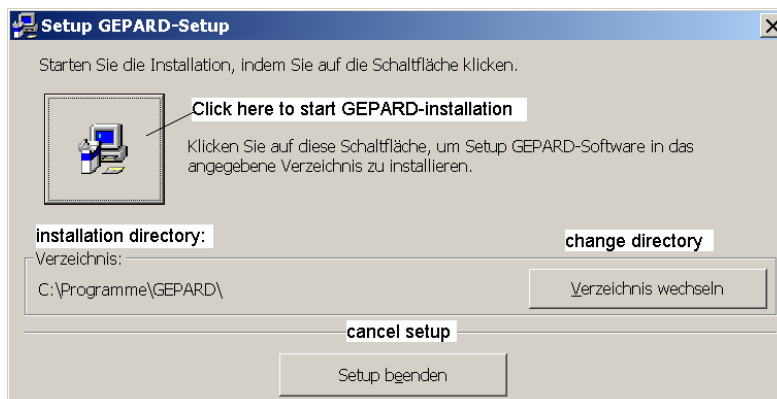 Setup GEPARD-Setup
Starten Sie die Installation, indem Sie auf die Schaltfläche klicken.
Click here to start GEPARD-installation
Klicken Sie auf diese Schaltfläche, um Setup GEPARD-Software in das
angegebene Verzeichnis zu installieren.
installation directory:
change directory
Verzeichnis:
C:\Programme\GEPARD\
Verzeichnis wechseln
cancel setup
Setup beenden